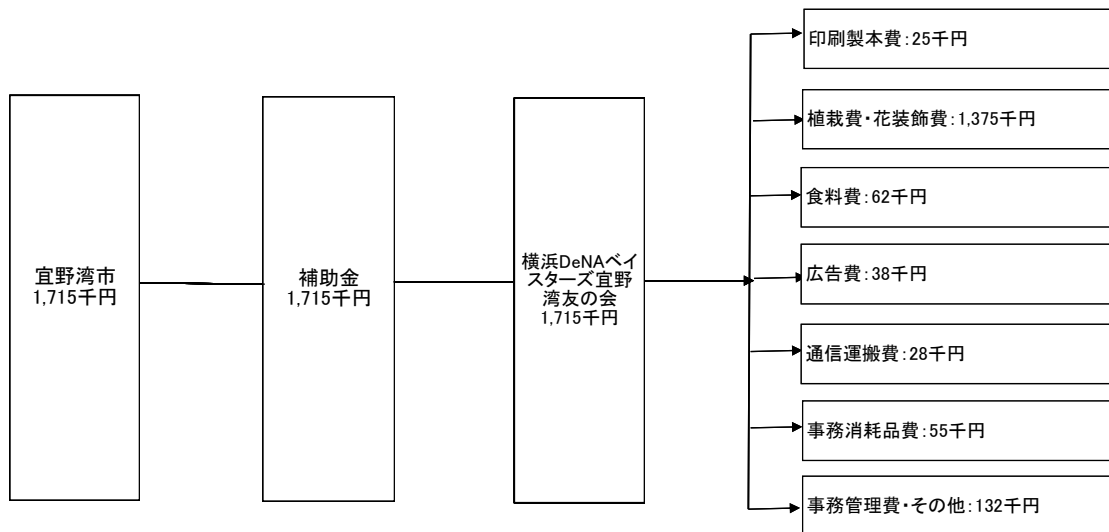 宜野湾市
1,715千円
補助金
1,715千円
横浜DeNAベイ
スターズ宜野
湾友の会
1,715千円
印刷製本費:25千円
植栽費・花装飾費:1,375千円
食料費:62千円
広告費:38千円
通信運搬費:28千円
事務消耗品費:55千円
事務管理費・その他:132千円